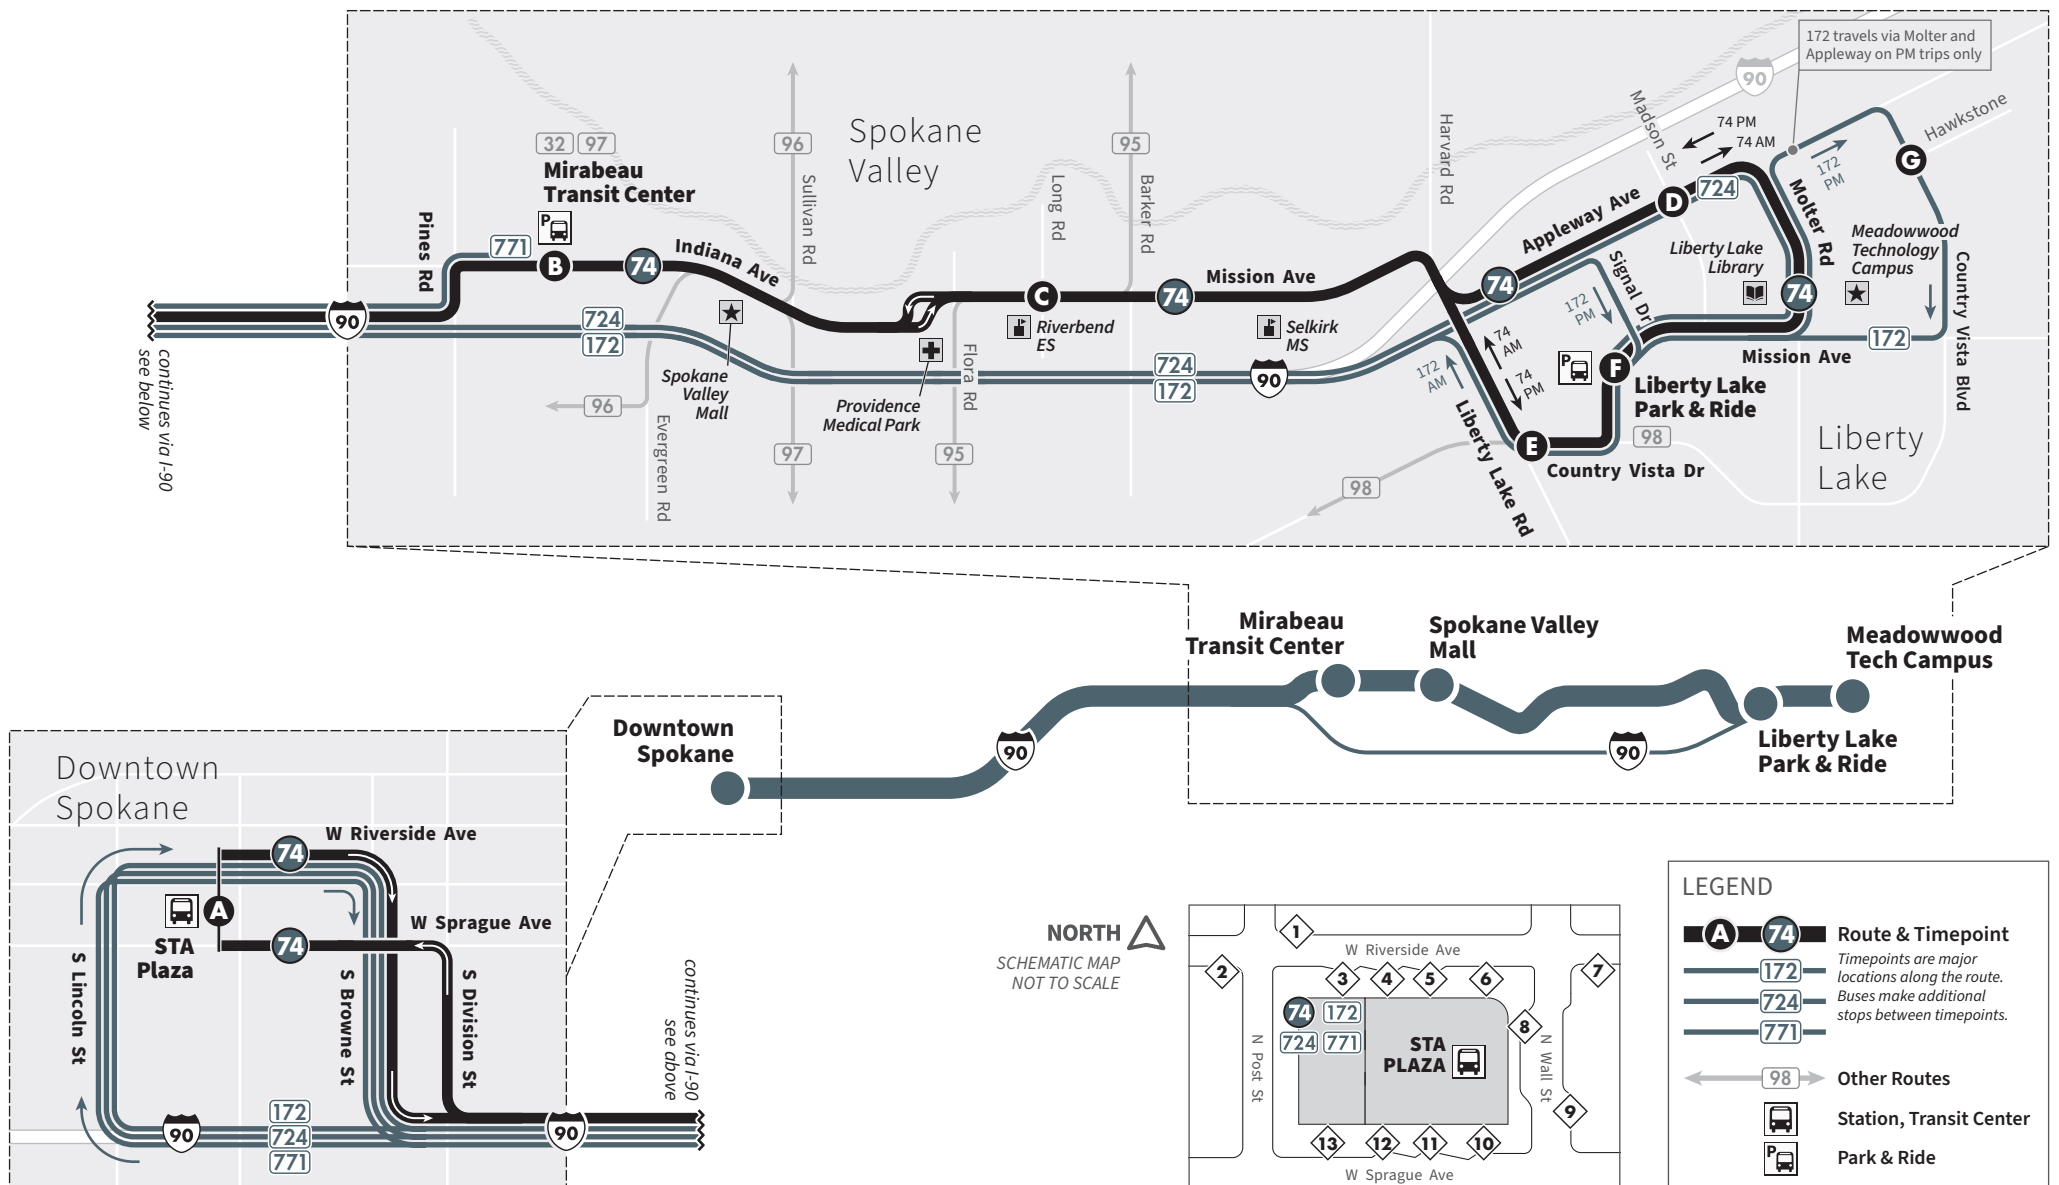 172 travels via Molter and
Appleway on PM trips only
90
Spokane
Valley
32
97
96
95
Mirabeau
Transit Center
P
Pines Rd
771
B
74
Indiana Ave
Sullivan Rd
Long Rd
Barker Rd
Harvard Rd
Madson St
74 PM
74 AM
172
PM
Hawkstone
G
D
724
Appleway Ave
Molter Rd
Meadowwood
Technology
Campus
Liberty Lake
Library
Signal Dr
Country Vista Blvd
C
74
Mission Ave
74
74
90
724
172
Riverbend
ES
Selkirk
MS
724
172
90
172
PM
74
AM
74
PM
172
AM
P
F
Liberty Lake
Park & Ride
Mission Ave
172
continues via I-90
see below
Spokane
Valley
Mall
Providence
Medical Park
Flora Rd
96
Evergreen Rd
97
95
98
E
98
Country Vista Dr
Liberty Lake Rd
Liberty
Lake
Mirabeau
Transit Center
Spokane Valley
Mall
Meadowwood
Tech Campus
Downtown
Spokane
90
90
Liberty Lake
Park & Ride
Downtown
Spokane
W Riverside Ave
74
A
STA
Plaza
W Sprague Ave
74
S Lincoln St
S Browne St
S Division St
continues via I-90
see above
90
172
724
771
90
NORTH
SCHEMATIC MAP
NOT TO SCALE
1
W Riverside Ave
2
3
4
5
6
7
74
172
724
771
STA
PLAZA
8
N Post St
N Wall St
9
13
12
11
10
W Sprague Ave
LEGEND
A
74
Route & Timepoint
172
724
771
Timepoints are major
locations along the route.
Buses make additional
stops between timepoints.
98
Other Routes
Station, Transit Center
P
Park & Ride